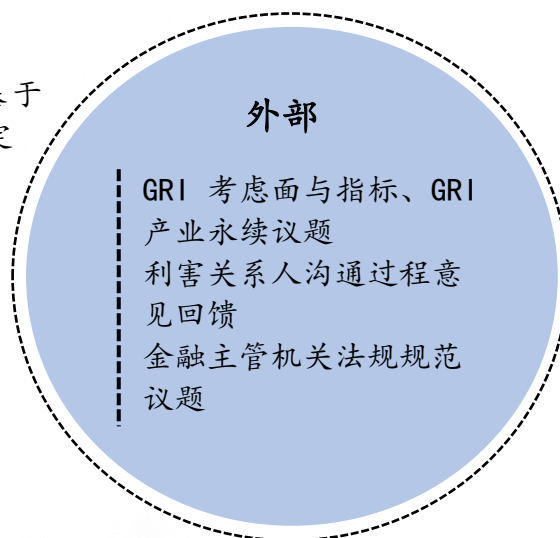 于
外部
GRI 考虑面与指标、GRI
产业永续议题
利害关系人沟通过程意
见回馈
金融主管机关法规规范
议题